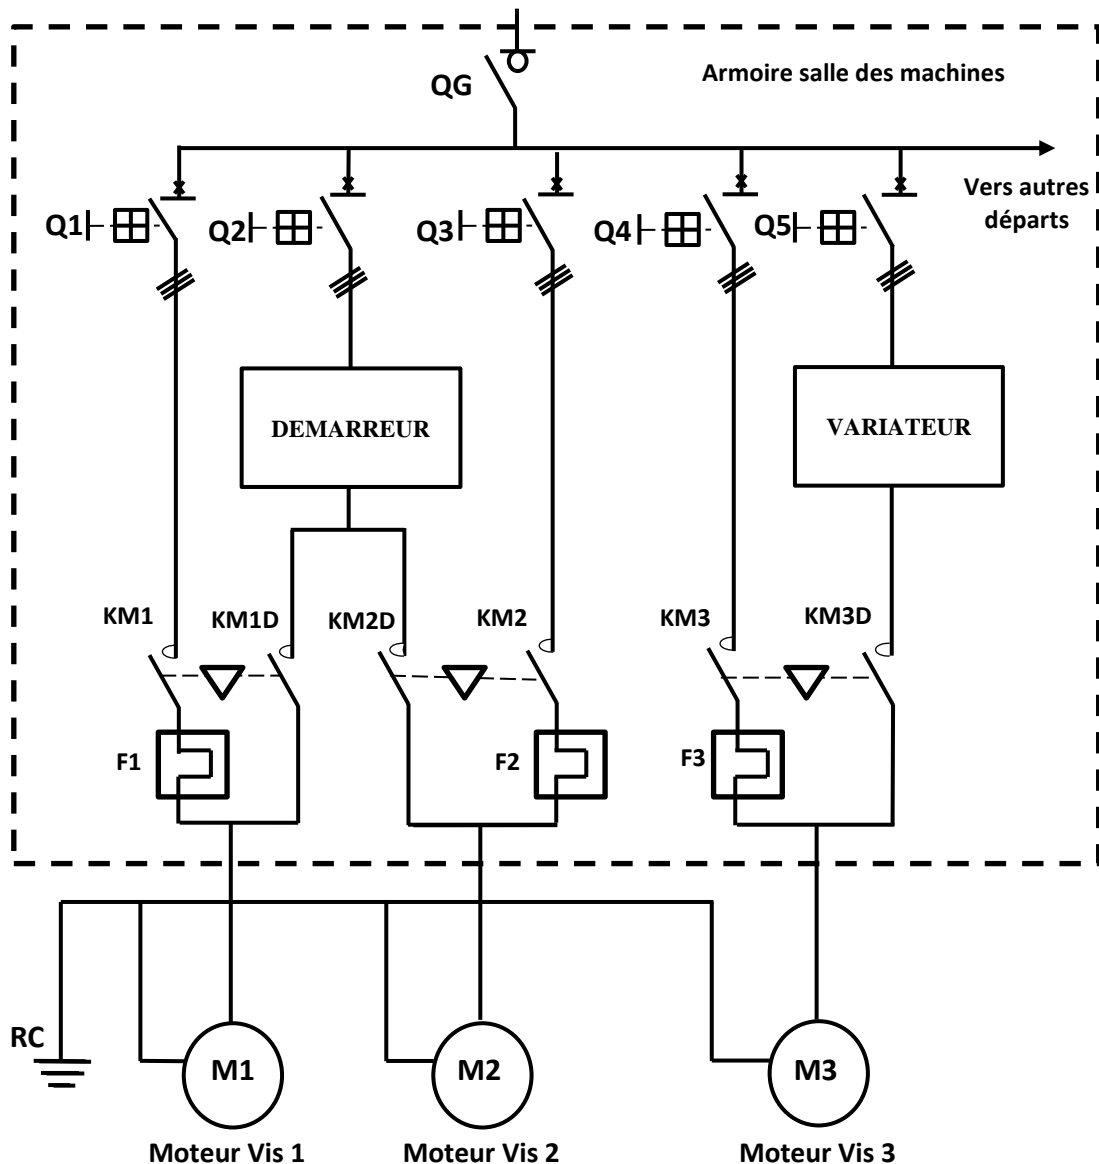 Armoire salle des machines
QG
Vers autres
départs
Q1
Q2
Q3
Q4
Q5
DEMARREUR
VARIATEUR
KM1
KM1D
KM2D
KM2
KM3
KM3D
F1
F2
F3
RC
M1
M2
M3
Moteur Vis 1
Moteur Vis 2
Moteur Vis 3